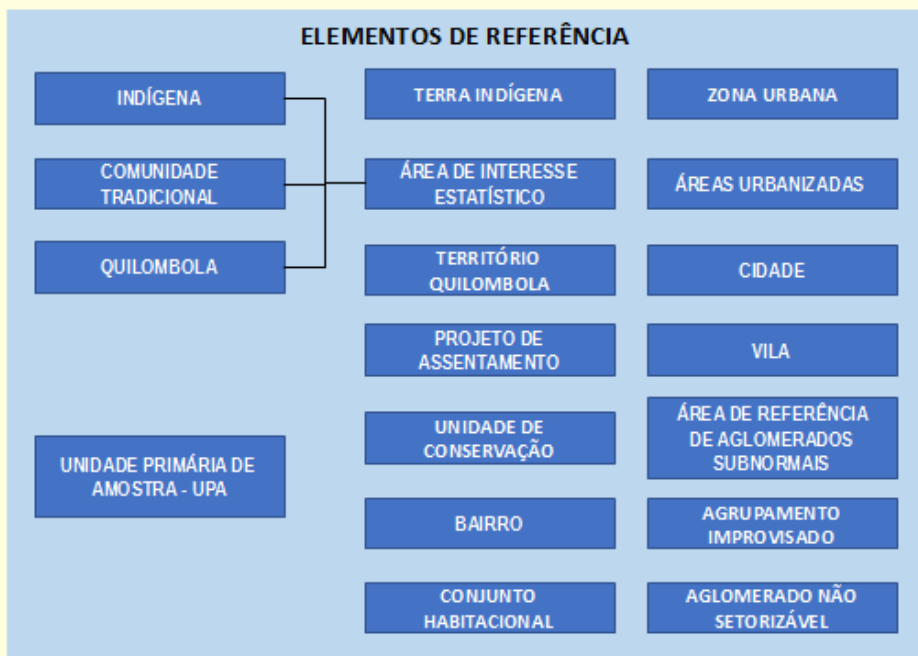 ELEMENTOS DE REFERÊNCIA
INDÍGENA
TERRA INDÍGENA
ZONA URBANA
COMUNIDADE
TRADICIONAL
ÁREA DE INTERESSE
ESTATÍSTICO
ÁREAS URBANIZADAS
QUILOMBOLA
TERRITÓRIO
QUILOMBOLA
CIDADE
PROJETO DE
ASSENTAMENTO
VILA
UNIDADE PRIMÁRIA DE
AMOSTRA - UPA
UNIDADE DE
CONSERVAÇÃO
ÁREA DE REFERÊNCIA
DE AGLOMERADOS
SUBNORMAIS
BAIRRO
AGRUPAMENTO
IMPROVISADO
CONJUNTO
HABITACIONAL
AGLOMERADO NÃO
SETORIZÁVEL